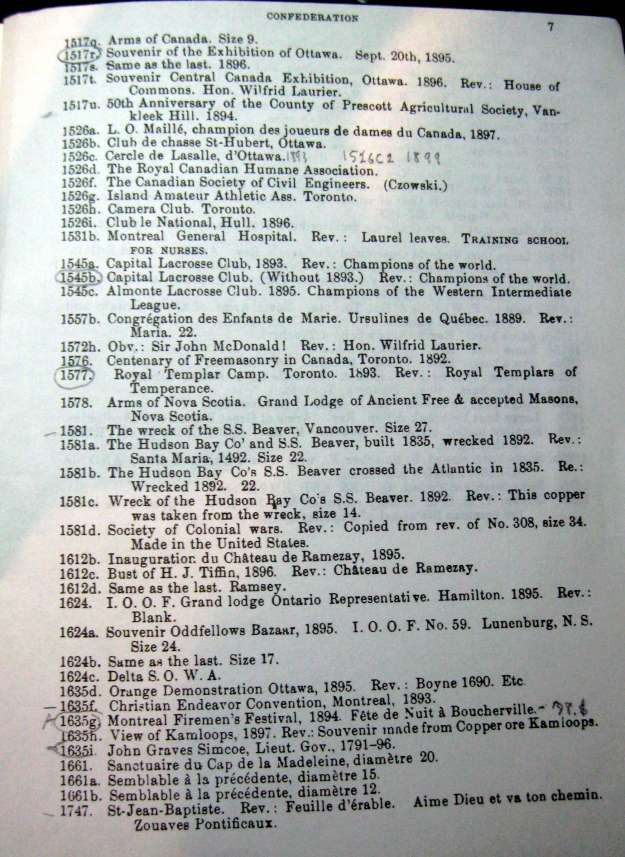 CONFEDERATION
7
1517q. Arms of Canada. Size 9.
1517r. Souvenir of the Exhibition of Ottawa. Sept. 20th, 1895.
1517s. Same as the last. 1896.
1517t. Souvenir Central Canada Exhibition, Ottawa. 1896. Rev.: House of
Commons. Hon. Wilfrid Laurier.
1517u. 50th Anniversary of the County of Prescott Agricultural Society, Van-
kleek Hill. 1894.
1526a. L. O. Maillé, champion des joueurs de dames du Canada, 1897.
1526b. Club de chasse St-Hubert, Ottawa.
1526c. Cercle de Lasalle, d'Ottawa. 1893 1526C2 1899
1526d. The Royal Canadian Humane Association.
1526f. The Canadian Society of Civil Engineers. (Czowski.)
1526g. Island Amateur Athletic Ass. Toronto.
1526h. Camera Club. Toronto.
1526i. Club le National, Hull. 1896.
1531b. Montreal General Hospital. Rev.: Laurel leaves. TRAINING SCHOOL
FOR NURSES.
1545a. Capital Lacrosse Club, 1893. Rev.: Champions of the world.
1545b. Capital Lacrosse Club. (Without 1893.) Rev.: Champions of the world.
1545c. Almonte Lacrosse Club. 1895. Champions of the Western Intermediate
League.
1557b. Congrégation des Enfants de Marie. Ursulines de Québec. 1889. Rev.:
Maria. 22.
1572h. Obv.: Sir John McDonald! Rev.: Hon. Wilfrid Laurier.
1576. Centenary of Freemasonry in Canada, Toronto. 1892.
1577. Royal Templar Camp. Toronto. 1893. Rev.: Royal Templars of
Temperance.
1578. Arms of Nova Scotia. Grand Lodge of Ancient Free & accepted Masons,
Nova Scotia.
1581. The wreck of the S.S. Beaver, Vancouver. Size 27.
1581a. The Hudson Bay Co' and S.S. Beaver, built 1835, wrecked 1892. Rev.:
Santa Maria, 1492. Size 22.
1581b. The Hudson Bay Co's S.S. Beaver crossed the Atlantic in 1835. Re.:
Wrecked 1892. 22.
1581c. Wreck of the Hudson Bay Co's S.S. Beaver. 1892. Rev.: This copper
was taken from the wreck, size 14.
1581d. Society of Colonial wars. Rev.: Copied from rev. of No. 308, size 34.
Made in the United States.
1612b. Inauguration du Château de Ramezay, 1895.
1612c. Bust of H. J. Tiffin, 1896. Rev.: Château de Ramezay.
1612d. Same as the last. Ramsey.
1624. I. O. O. F. Grand lodge Ontario Representative. Hamilton. 1895. Rev.:
Blank.
1624a. Souvenir Oddfellows Bazaar, 1895. I. O. O. F. No. 59. Lunenburg, N. S.
Size 24.
1624b. Same as the last. Size 17.
1624c. Delta S. O. W. A.
1635d. Orange Demonstration Ottawa, 1895. Rev.: Boyne 1690. Etc
1635f. Christian Endeavor Convention, Montreal, 1893.
1635g. Montreal Firemen's Festival, 1894. Fête de Nuit à Boucherville.
1635h. View of Kamloops, 1897. Rev.: Souvenir made from Copper ore Kamloops.
1635i. John Graves Simcoe, Lieut. Gov., 1791-96.
1661. Sanctuaire du Cap de la Madeleine, diamètre 20.
1661a. Semblable à la précédente, diamètre 15.
1661b. Semblable à la précédente, diamètre 12.
1747. St-Jean-Baptiste. Rev.: Feuille d'érable. Aime Dieu et va ton chemin.
Zouaves Pontificaux.